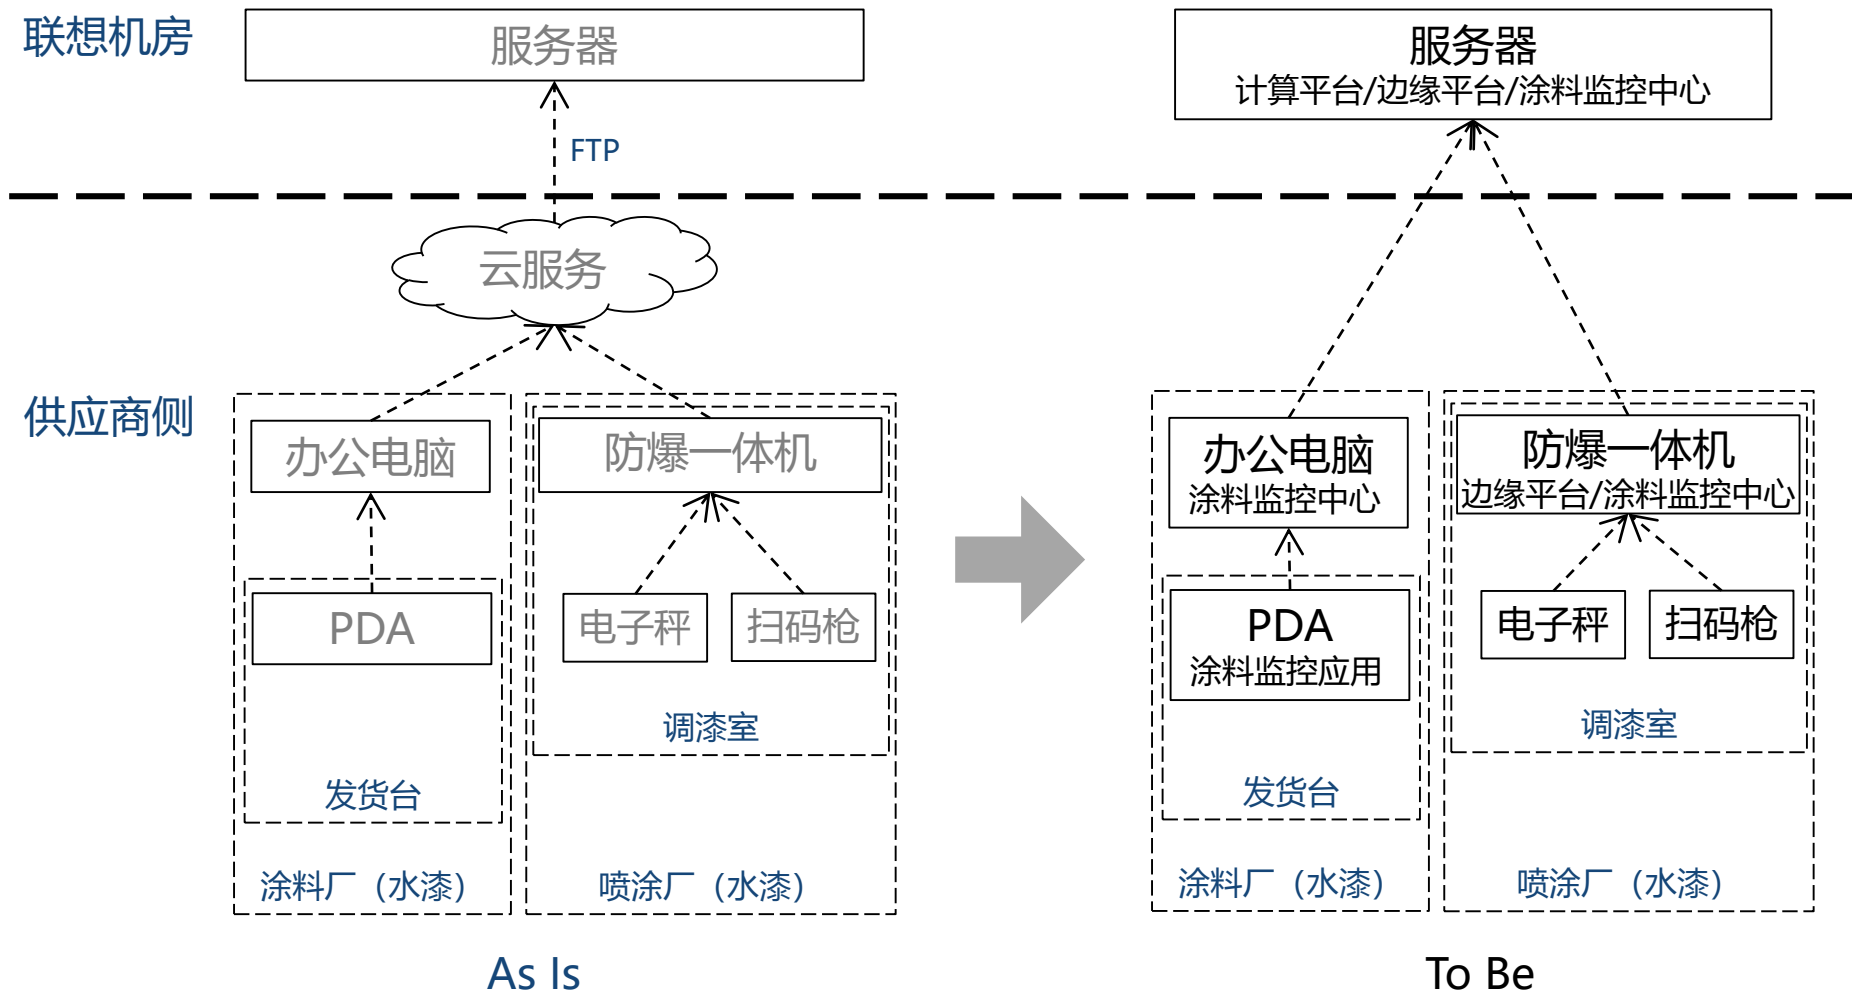 联想机房
服务器
FTP
云服务
供应商侧
办公电脑
防爆一体机
PDA
电子秤
扫码枪
调漆室
发货台
涂料厂（水漆）
喷涂厂（水漆）
As Is
服务器
计算平台/边缘平台/涂料监控中心
办公电脑
涂料监控中心
防爆一体机
边缘平台/涂料监控中心
PDA
涂料监控应用
电子秤
扫码枪
调漆室
发货台
涂料厂（水漆）
喷涂厂（水漆）
To Be